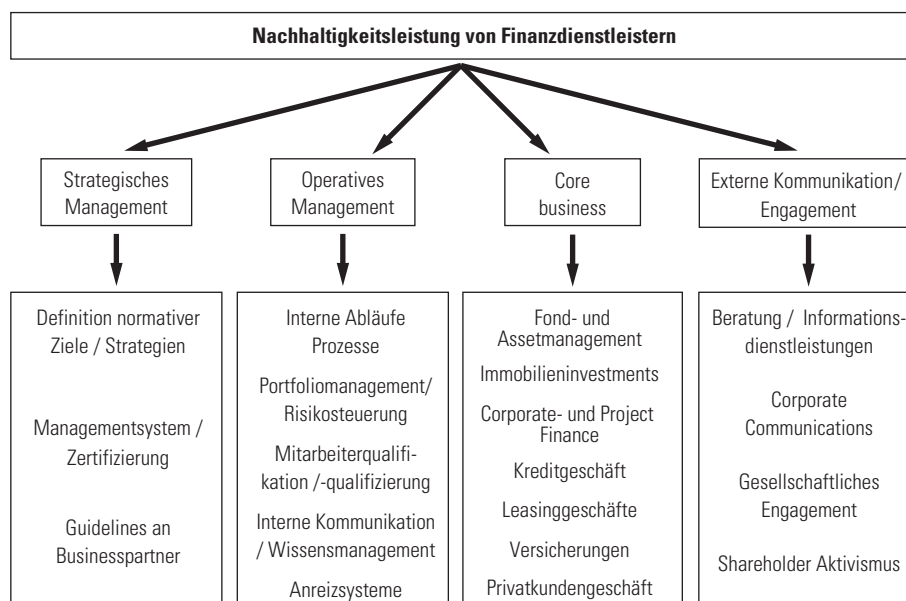 Nachhaltigkeitsleistung von Finanzdienstleistern
Strategisches
Management
Operatives
Management
Core
business
Externe Kommunikation/
Engagement
Definition normativer
Ziele / Strategien
Managementsystem /
Zertifizierung
Guidelines an
Businesspartner
Interne Abläufe
Prozesse
Portfoliomanagement/
Risikosteuerung
Mitarbeiterqualifi-
kation /-qualifizierung
Interne Kommunikation
/ Wissensmanagement
Anreizsysteme
Fond- und
Assetmanagement
Immobilieninvestments
Corporate- und Project
Finance
Kreditgeschäft
Leasinggeschäfte
Versicherungen
Privatkundengeschäft
Beratung / Informations-
dienstleistungen
Corporate
Communications
Gesellschaftliches
Engagement
Shareholder Aktivismus